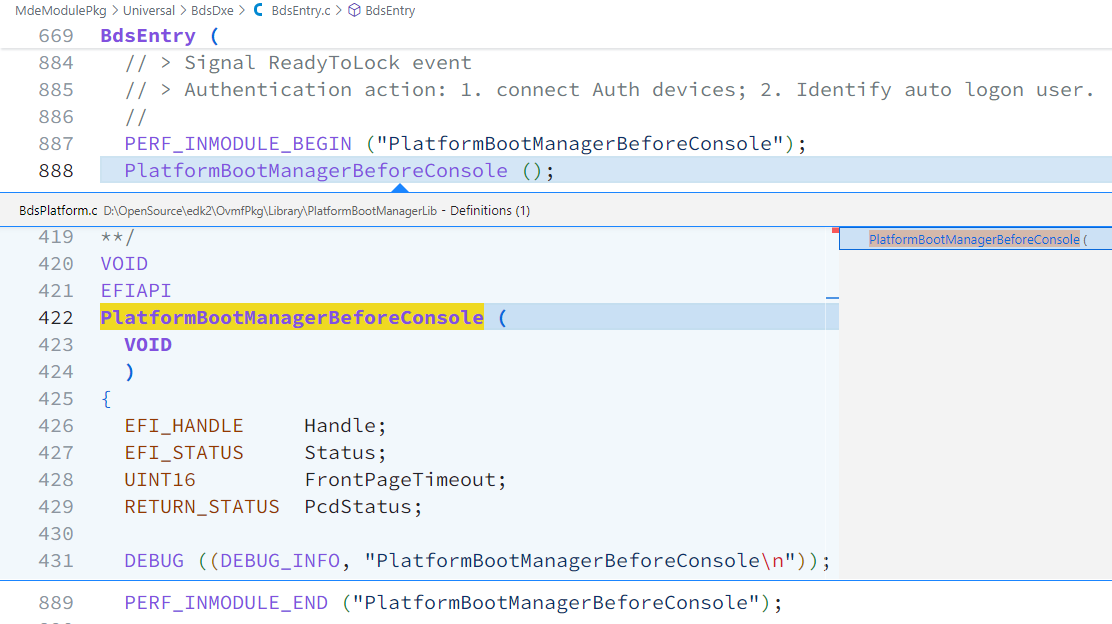 MdeModulePkg > Universal > BdsDxe > C BdsEntry.c > BdsEntry
669 BdsEntry (
884 // > Signal ReadyToLock event
885 // > Authentication action: 1. connect Auth devices; 2. Identify auto logon user.
886 //
887 PERF_INMODULE_BEGIN ("PlatformBootManagerBeforeConsole");
888 PlatformBootManagerBeforeConsole ();
BdsPlatform.c D:\OpenSource\edk2\OvmfPkg\Library\PlatformBootManagerLib - Definitions (1)
419 **/
PlatformBootManagerBeforeConsole (
420 VOID
421 EFIAPI
422 PlatformBootManagerBeforeConsole (
423 VOID
424 )
425 {
426 EFI_HANDLE Handle;
427 EFI_STATUS Status;
428 UINT16 FrontPageTimeout;
429 RETURN_STATUS PcdStatus;
430
431 DEBUG ((DEBUG_INFO, "PlatformBootManagerBeforeConsole\n"));
889 PERF_INMODULE_END ("PlatformBootManagerBeforeConsole");